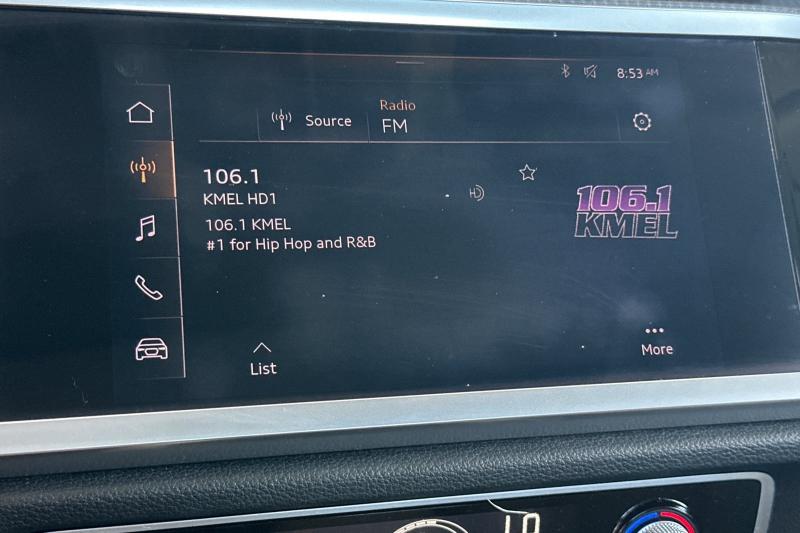 8:53 AM
Radio
Source
FM
106.1
KMEL HD1
HD
106.1
KMEL
106.1 KMEL
#1 for Hip Hop and R&B
List
More